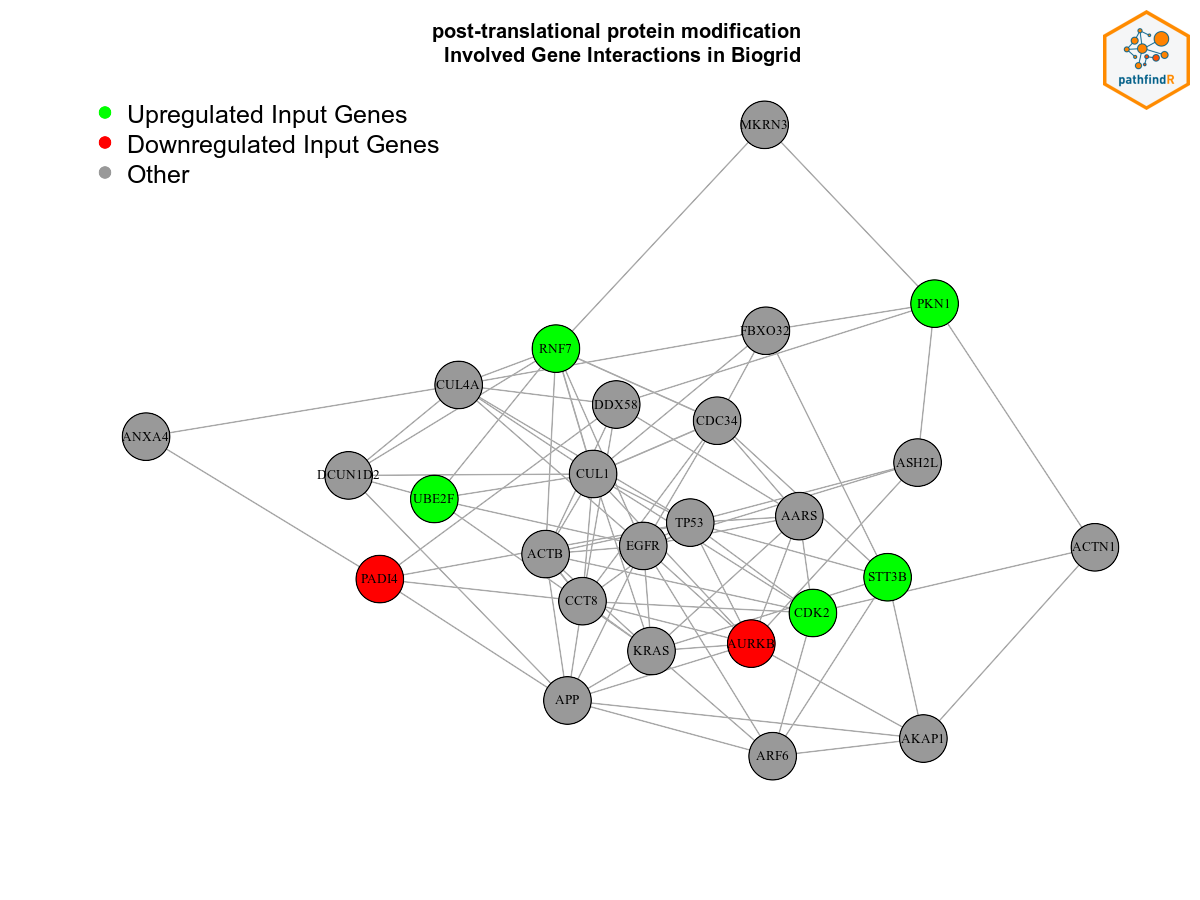 post-translational protein modification
Involved Gene Interactions in Biogrid
pathfindR
Upregulated Input Genes
Downregulated Input Genes
Other
MKRN3
PKN1
FBXO32
RNF7
CUL4A
DDX58
CDC34
ANXA4
ASH2L
DCUN1D2
CUL1
UBE2F
TP53
AARS
EGFR
ACTN1
ACTB
PADI4
STT3B
CCT8
CDK2
AURKB
KRAS
APP
AKAP1
ARF6